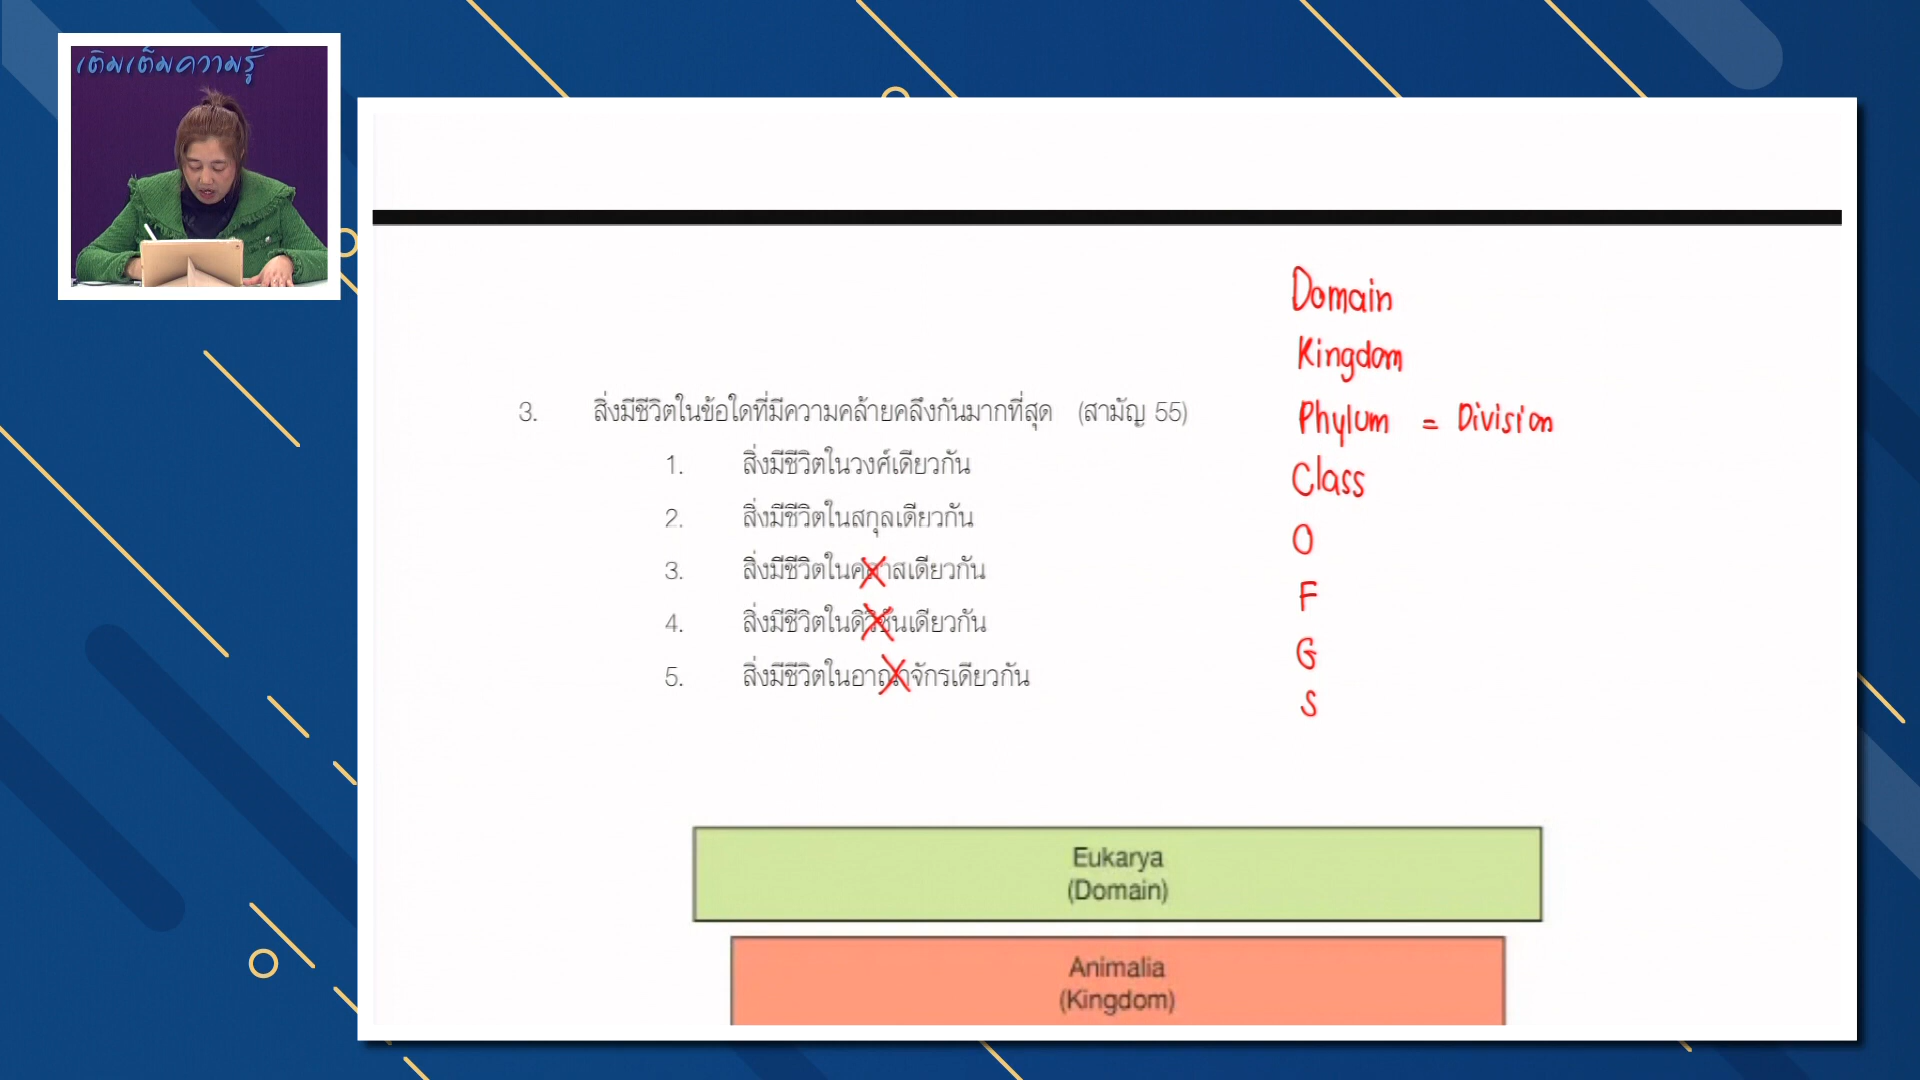 เติมเต็มความรู้
Domain
Kingdom
Phylum = Division
Class
O
F
G
S
3. สิ่งมีชีวิตในข้อใดที่มีความคล้ายคลึงกันมากที่สุด (สามัญ 55)
1. สิ่งมีชีวิตในวงศ์เดียวกัน
2. สิ่งมีชีวิตในสกุลเดียวกัน
3. สิ่งมีชีวิตในคลาสเดียวกัน
4. สิ่งมีชีวิตในดิวิชันเดียวกัน
5. สิ่งมีชีวิตในอาณาจักรเดียวกัน
Eukarya
(Domain)
Animalia
(Kingdom)